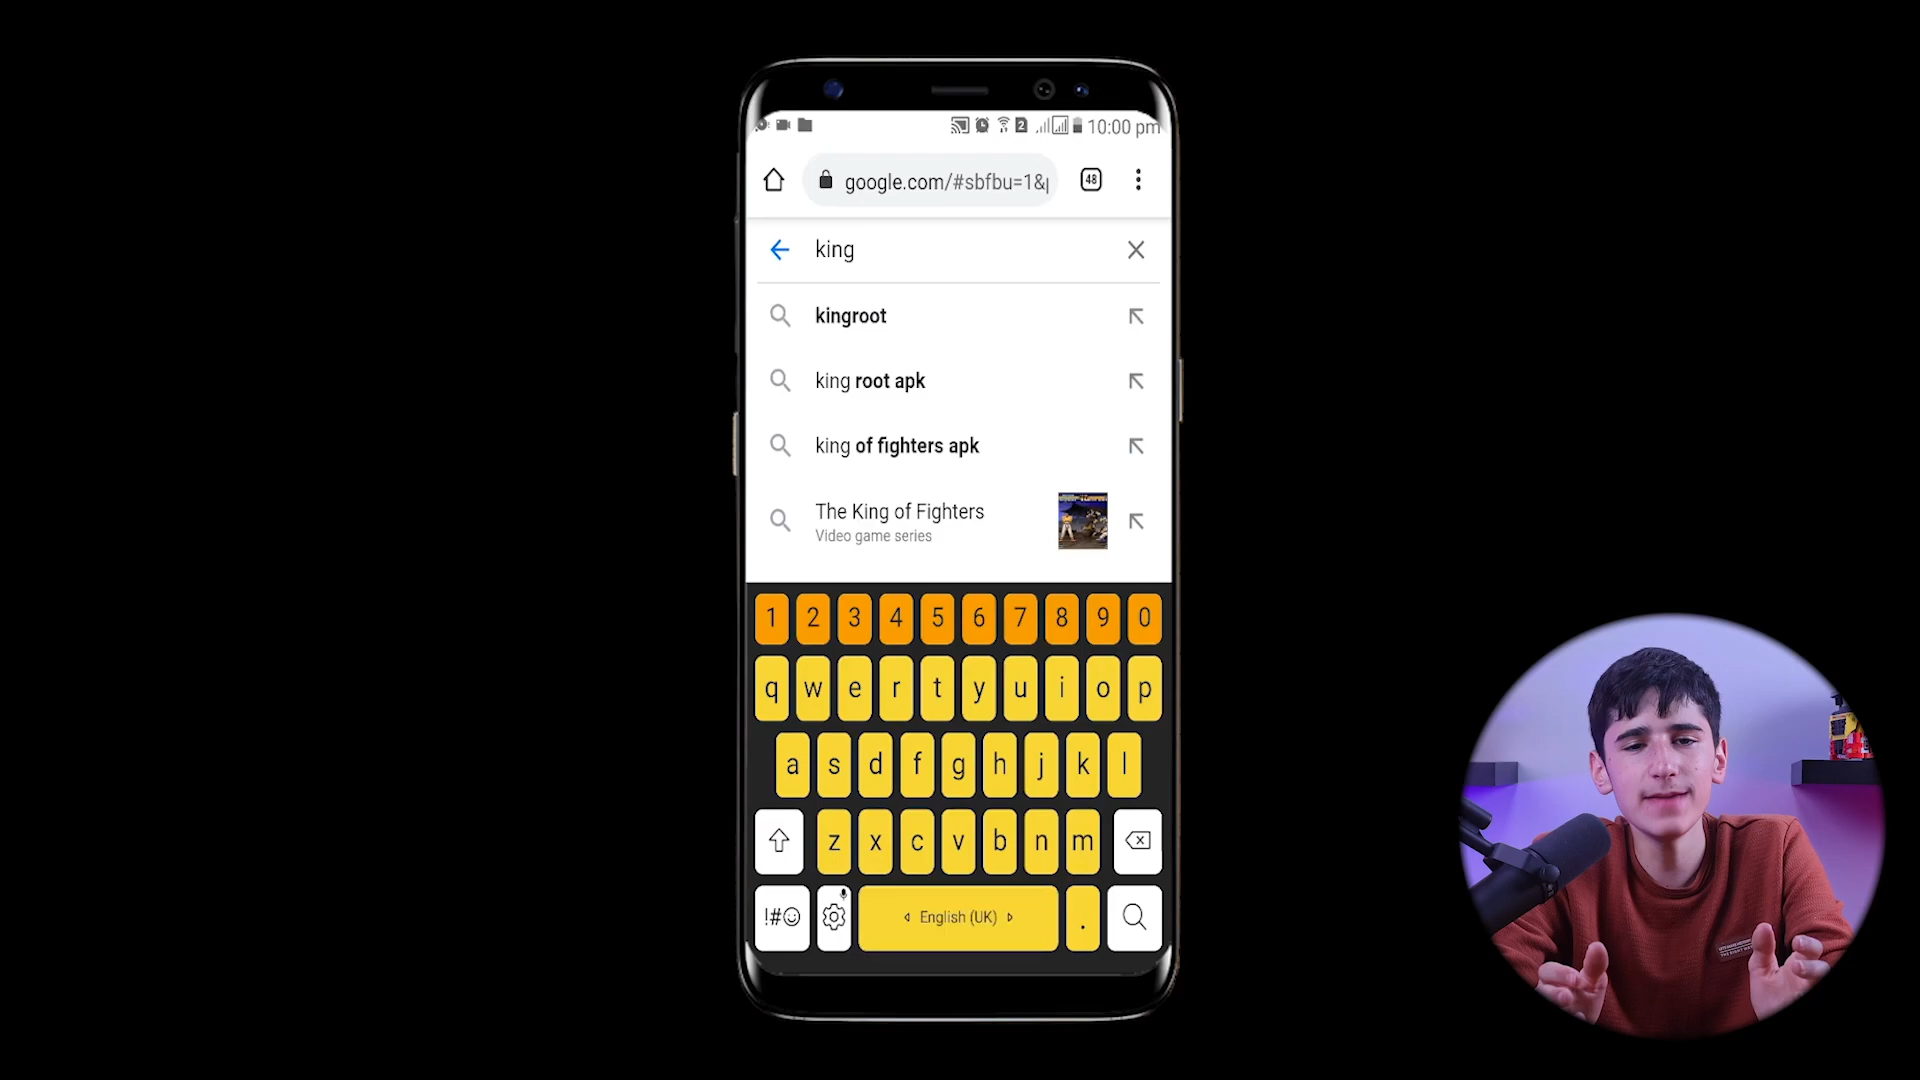 10:00 pm
google.com/#sbfbu=1&
48
king
kingroot
king root apk
king of fighters apk
The King of Fighters
Video game series
1 2 3 4 5 6 7 8 9 0
q w e r t y u i o p
a s d f g h j k l
z x c v b n m
!#☺ English (UK) .